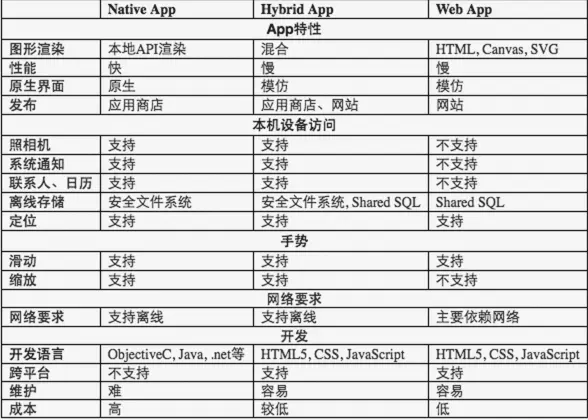 Native App Hybrid App Web App
App特性
图形渲染 本地API渲染 混合 HTML, Canvas, SVG
性能 快 慢 慢
原生界面 原生 模仿 模仿
发布 应用商店 应用商店、网站 网站
本机设备访问
照相机 支持 支持 不支持
系统通知 支持 支持 不支持
联系人、日历 支持 支持 不支持
离线存储 安全文件系统 安全文件系统, Shared SQL Shared SQL
定位 支持 支持 支持
手势
滑动 支持 支持 支持
缩放 支持 支持 不支持
网络要求
网络要求 支持离线 支持离线 主要依赖网络
开发
开发语言 ObjectiveC, Java, .net等 HTML5, CSS, JavaScript HTML5, CSS, JavaScript
跨平台 不支持 支持 支持
维护 难 容易 容易
成本 高 较低 低